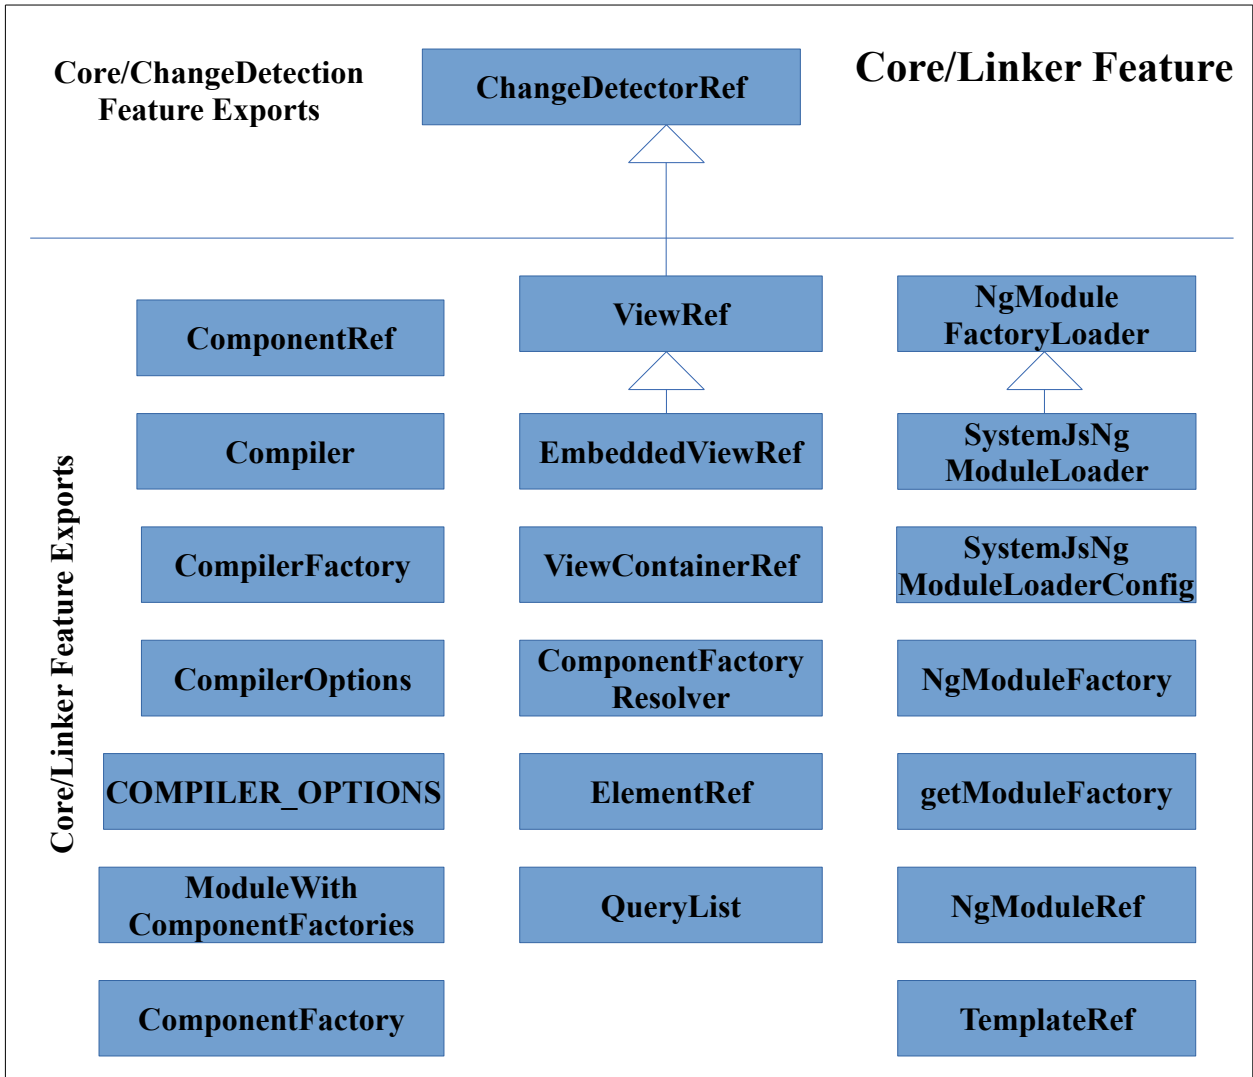 Core/ChangeDetection
Feature Exports
ChangeDetectorRef
Core/Linker Feature
Core/Linker Feature Exports
ComponentRef
Compiler
CompilerFactory
CompilerOptions
COMPILER_OPTIONS
ModuleWith
ComponentFactories
ComponentFactory
ViewRef
EmbeddedViewRef
ViewContainerRef
ComponentFactory
Resolver
ElementRef
QueryList
NgModule
FactoryLoader
SystemJsNg
ModuleLoader
SystemJsNg
ModuleLoaderConfig
NgModuleFactory
getModuleFactory
NgModuleRef
TemplateRef